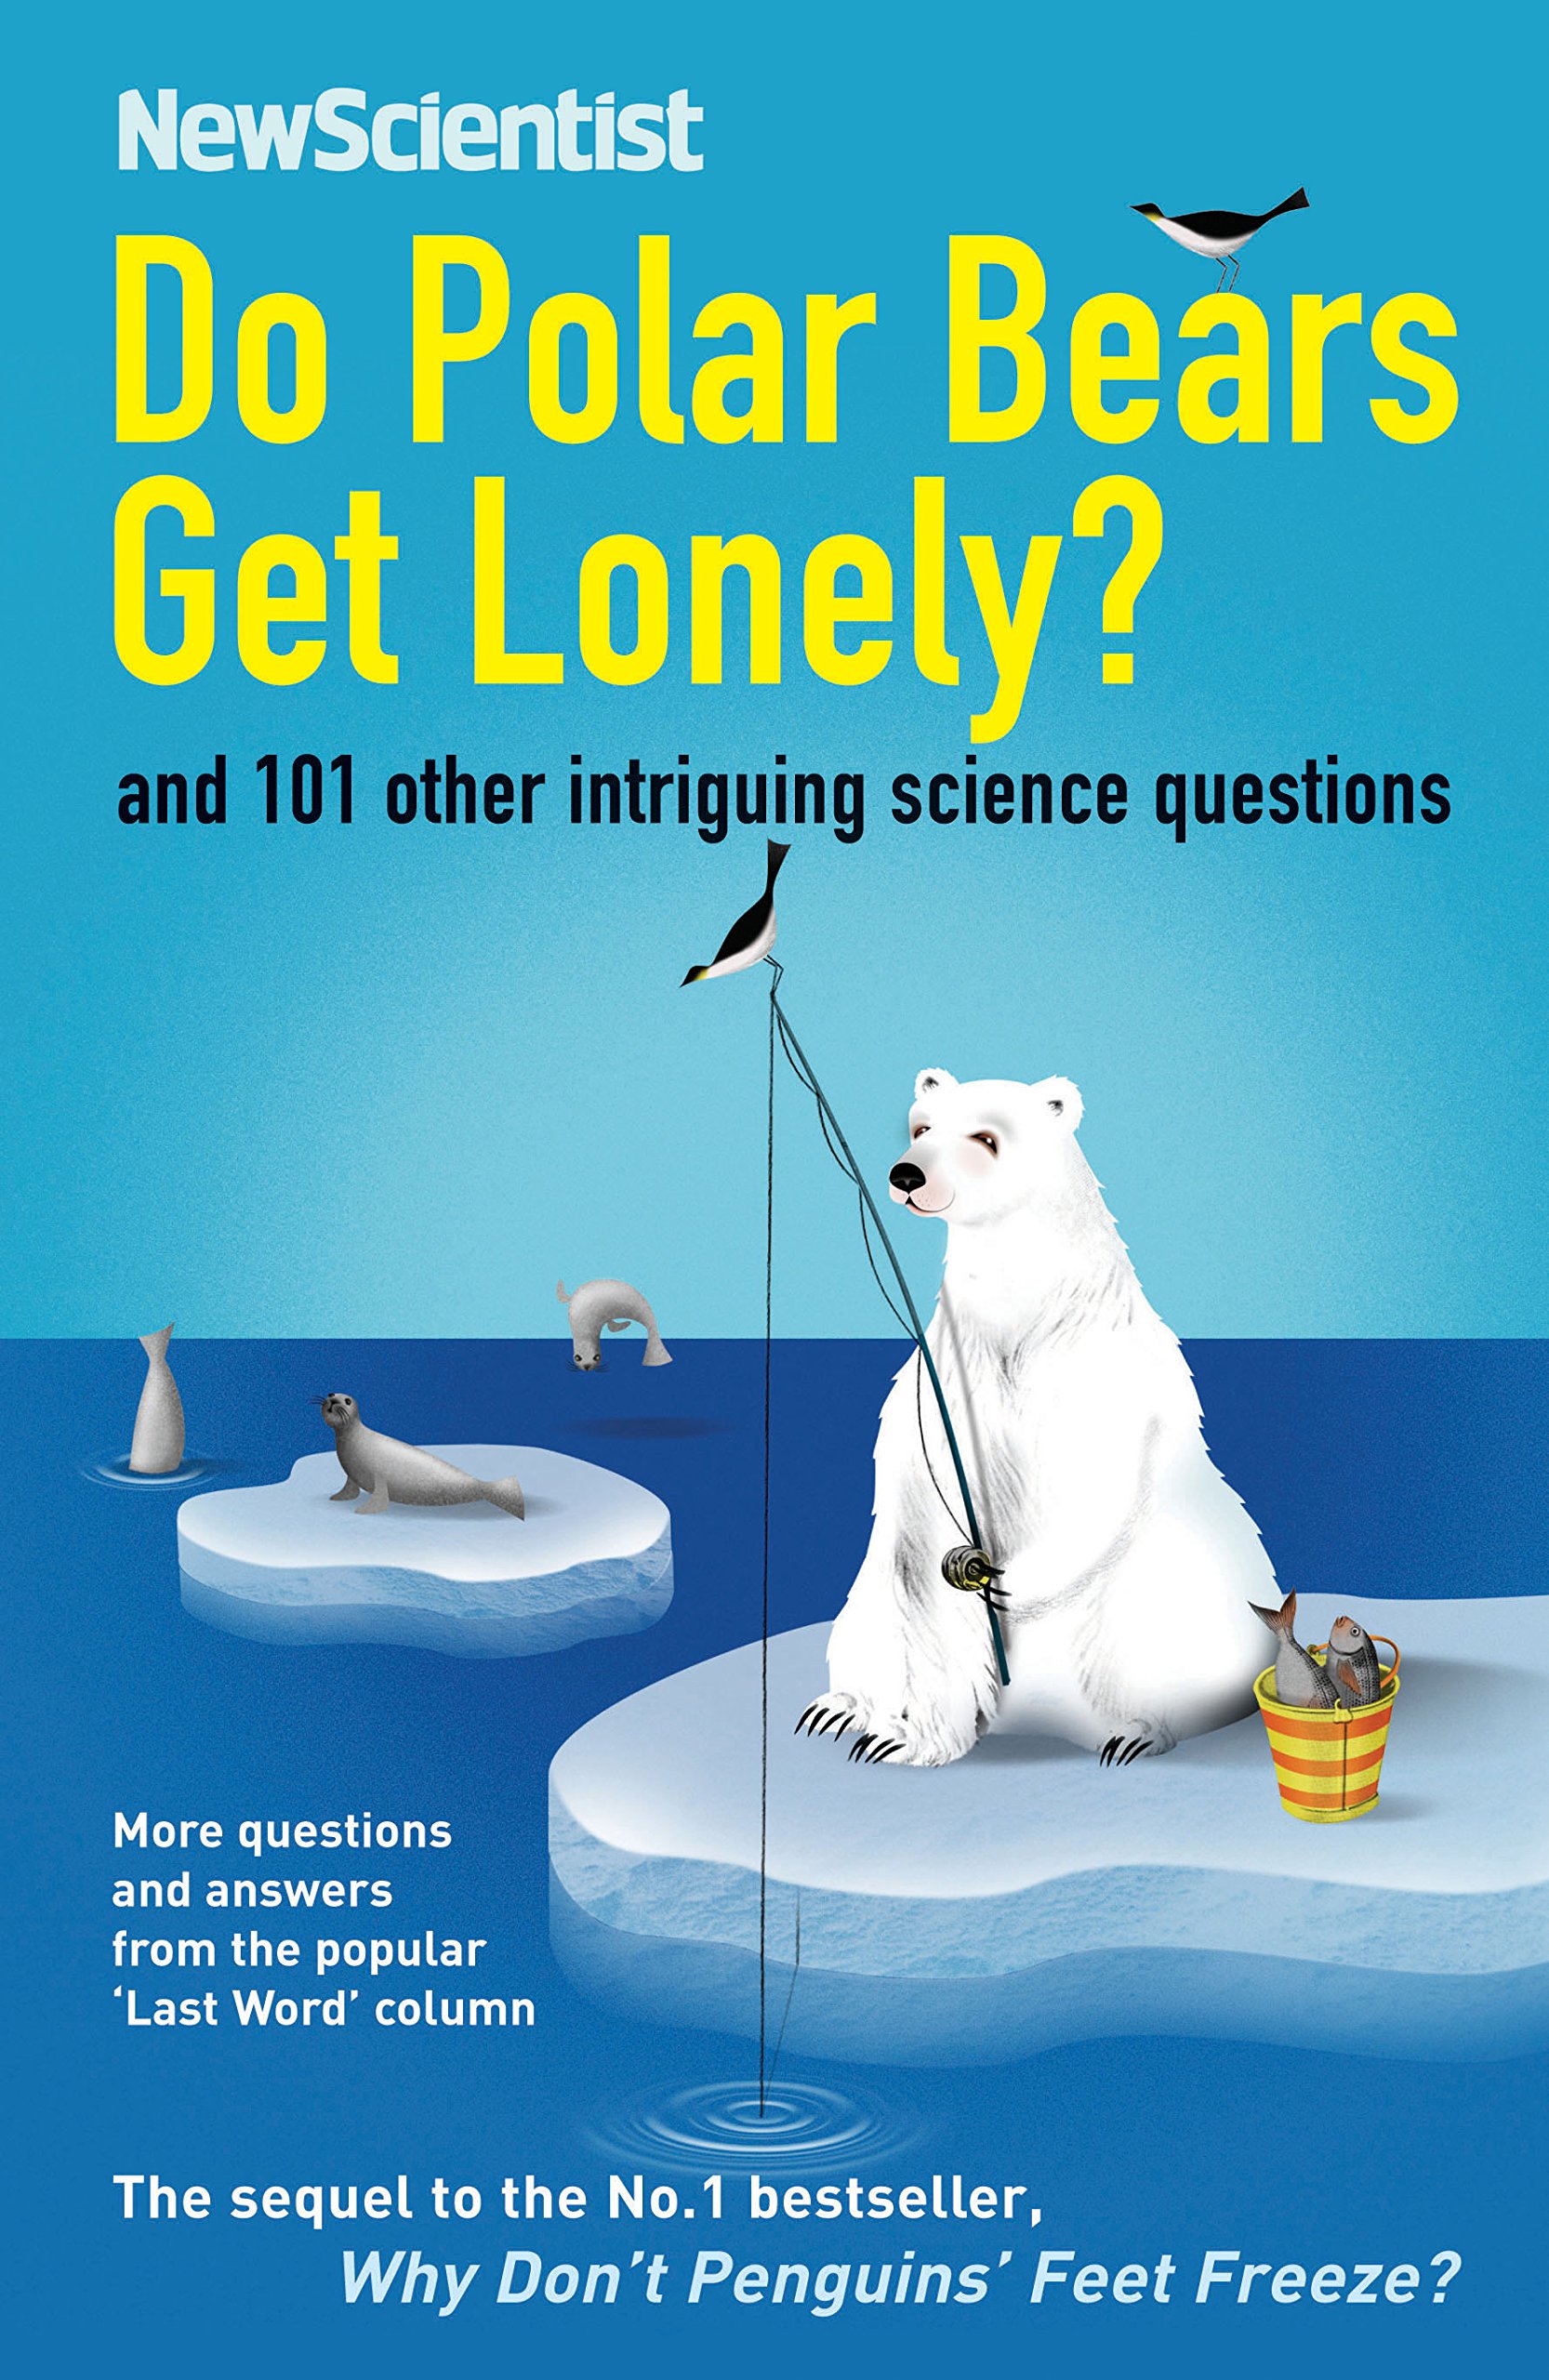 NewScientist
Do Polar Bears
Get Lonely?
and 101 other intriguing science questions
More questions
and answers
from the popular
‘Last Word’ column
The sequel to the No.1 bestseller,
Why Don’t Penguins’ Feet Freeze?